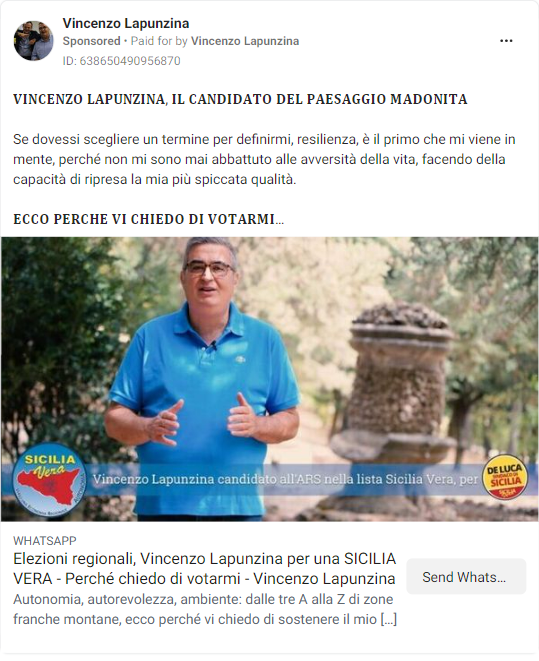 Vincenzo Lapunzina
Sponsored • Paid for by Vincenzo Lapunzina
ID: 638650490956870
VINCENZO LAPUNZINA, IL CANDIDATO DEL PAESAGGIO MADONITA
Se dovessi scegliere un termine per definirmi, resilienza, è il primo che mi viene in
mente, perché non mi sono mai abbattuto alle avversità della vita, facendo della
capacità di ripresa la mia più spiccata qualità.
ECCO PERCHE VI CHIEDO DI VOTARMI...
SICILIA
Vera
Vincenzo Lapunzina candidato all'ARS nella lista Sicilia Vera, per
DE LUCA
SINDACO DI
SICILIA
WHATSAPP
Elezioni regionali, Vincenzo Lapunzina per una SICILIA
VERA - Perché chiedo di votarmi - Vincenzo Lapunzina
Send Whats...
Autonomia, autorevolezza, ambiente: dalle tre A alla Z di zone
franche montane, ecco perché vi chiedo di sostenere il mio [...]